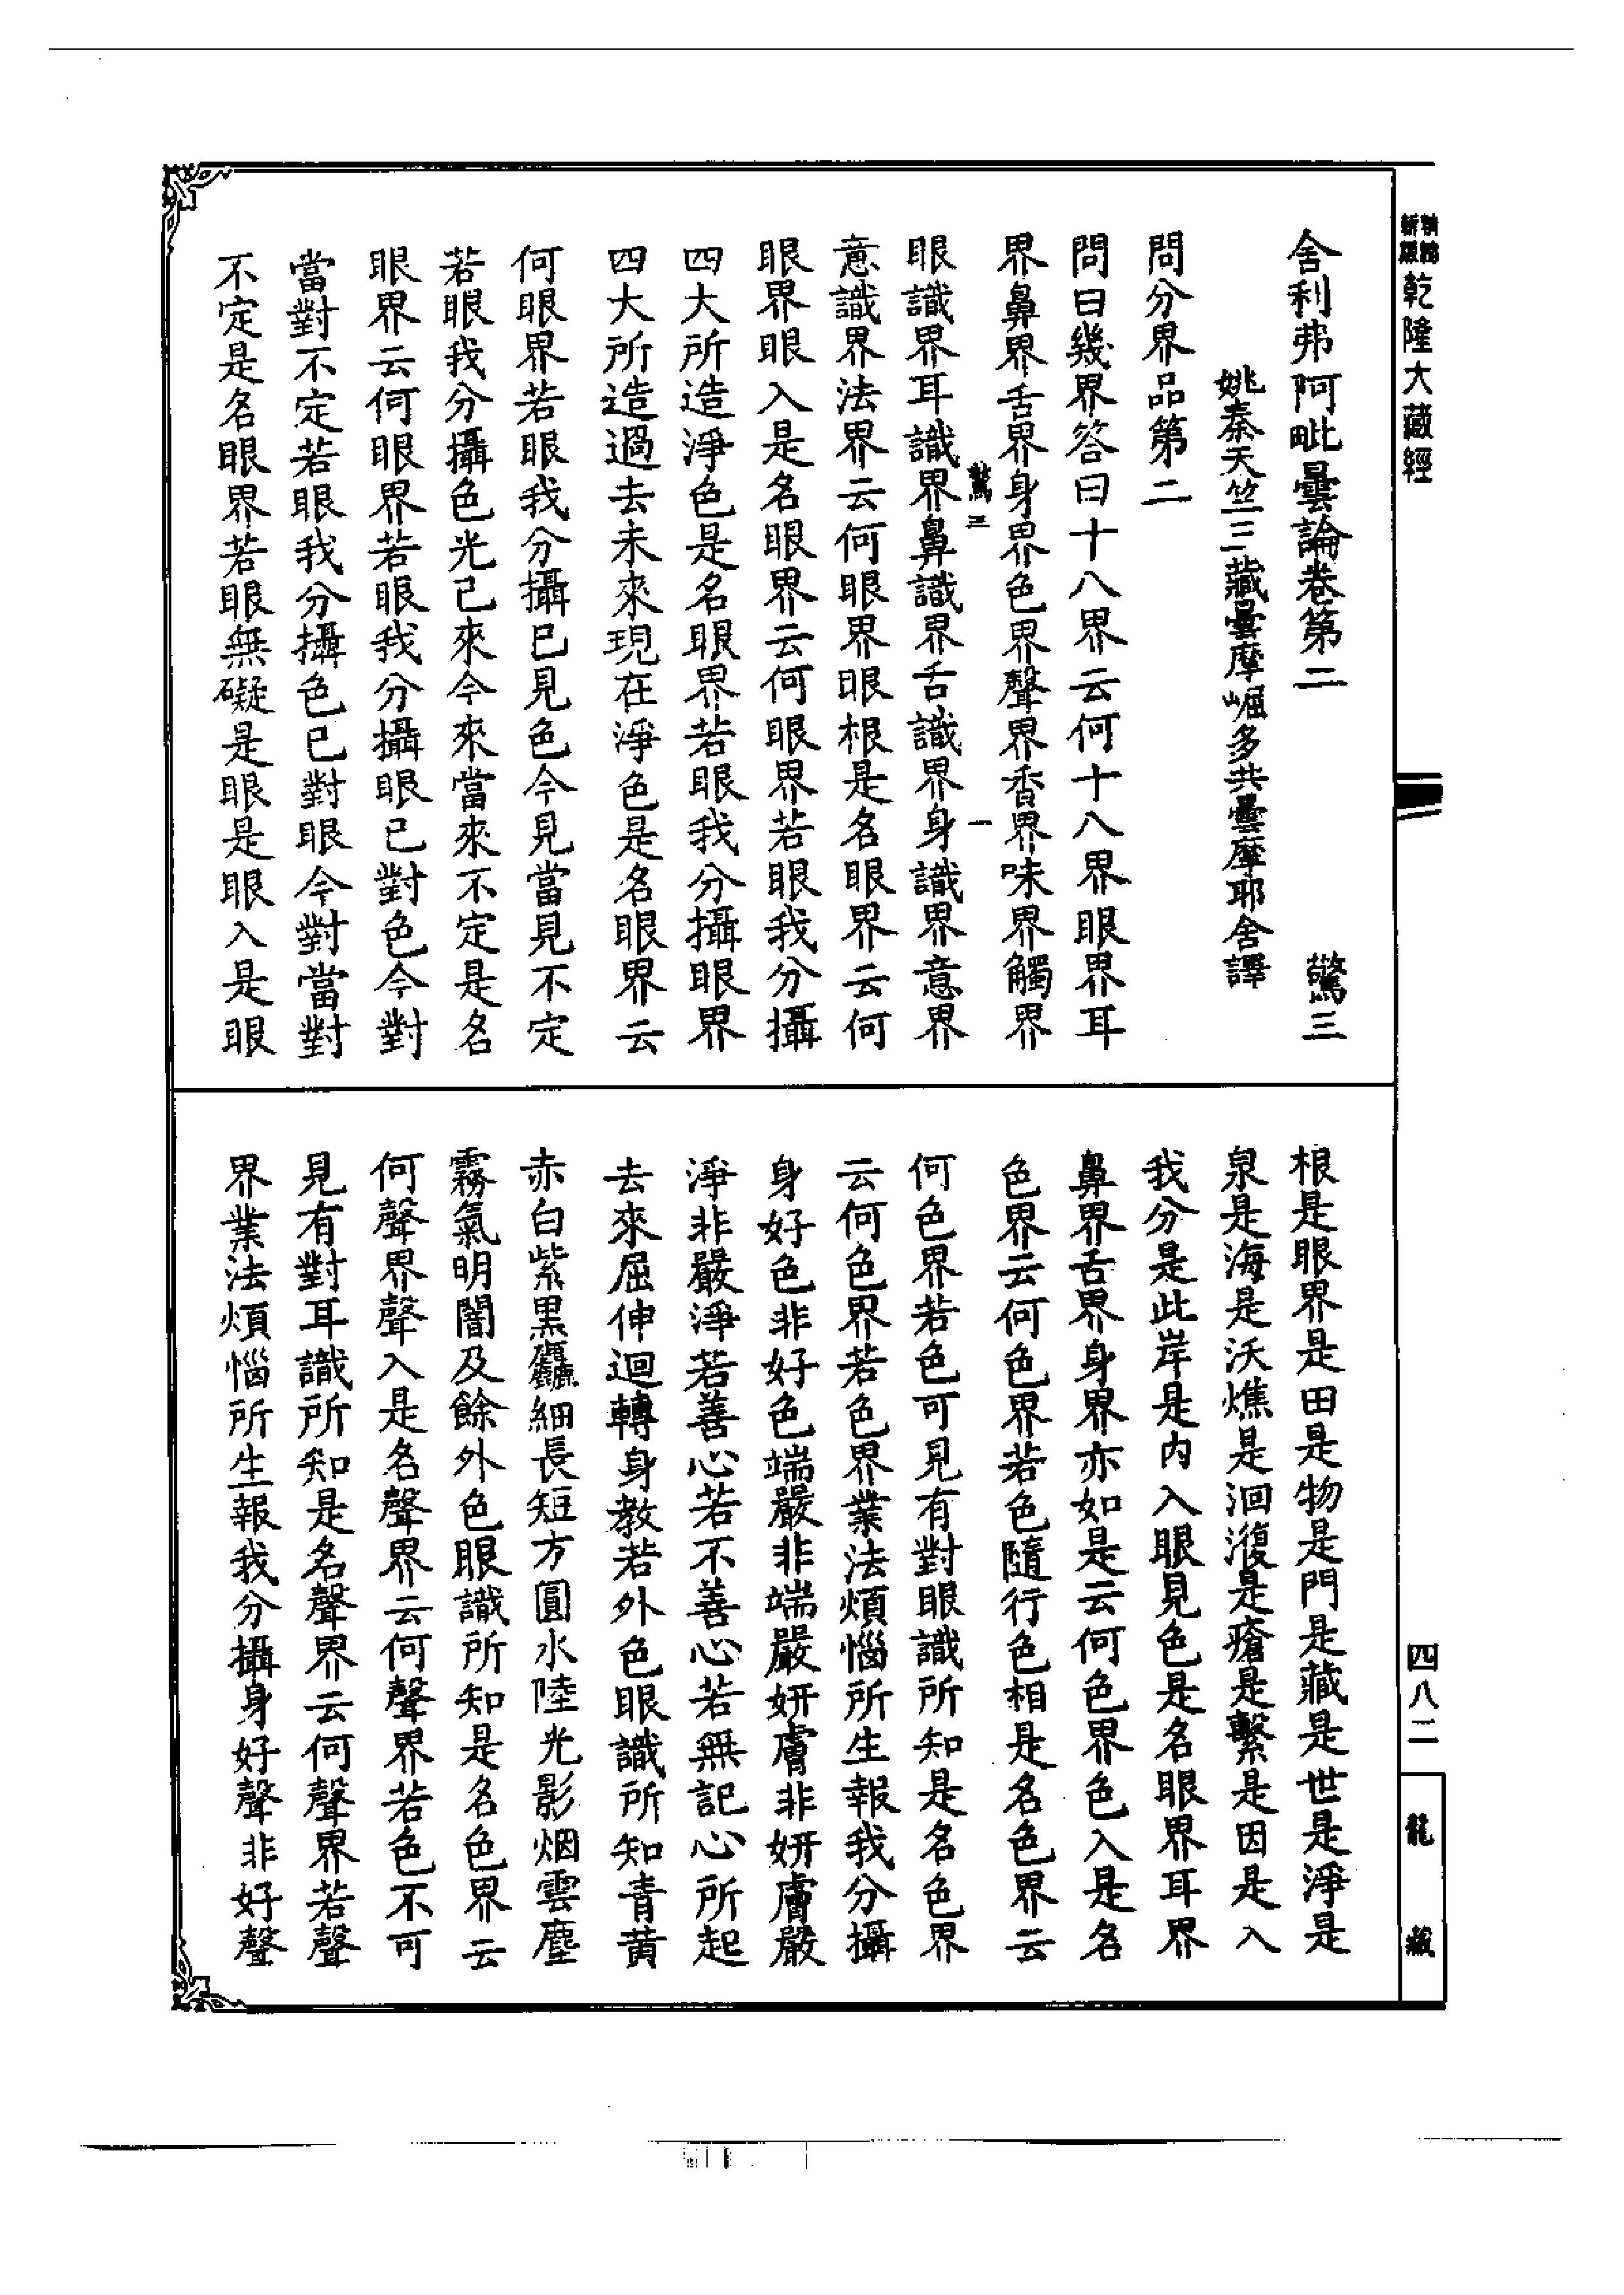 乾隆大藏經
舍利弗阿毗曇論卷第二 驚三
姚秦天竺三藏曇摩崛多共曇摩耶舍譯
問分界品第二
問曰幾界答曰十八界云何十八界眼界耳
界鼻界舌界身界色界聲界香界味界觸界
驚三 一
眼識界耳識界鼻識界舌識界身識界意界
意識界法界云何眼界眼根是名眼界云何
眼界眼入是名眼界云何眼界若眼我分攝
四大所造淨色是名眼界若眼我分攝眼界
四大所造過去未來現在淨色是名眼界云
何眼界若眼我分攝已見色今見當見不定
若眼我分攝色光已來今來當來不定是名
眼界云何眼界若眼我分攝眼已對色今對
當對不定若眼我分攝色已對眼今對當對
不定是名眼界若眼無礙是眼是眼入是眼
根是眼界是田是物是門是藏是世是淨是
泉是海是沃燋是洄澓是瘡是繫是因是入
我分是此岸是內入眼見色是名眼界耳界
鼻界舌界身界亦如是云何色界色入是名
色界云何色界若色隨行色相是名色界云
何色界若色可見有對眼識所知是名色界
云何色界若色界業法煩惱所生報我分攝
身好色非好色端嚴非端嚴妍膚非妍膚嚴
淨非嚴淨若善心若不善心若無記心所起
去來屈伸迴轉身教若外色眼識所知青黃
赤白紫黑麤細長短方圓水陸光影烟雲塵
霧氣明闇及餘外色眼識所知是名色界云
何聲界聲入是名聲界云何聲界若色不可
見有對耳識所知是名聲界云何聲界若聲
界業法煩惱所生報我分攝身好聲非好聲
四八二
龍藏